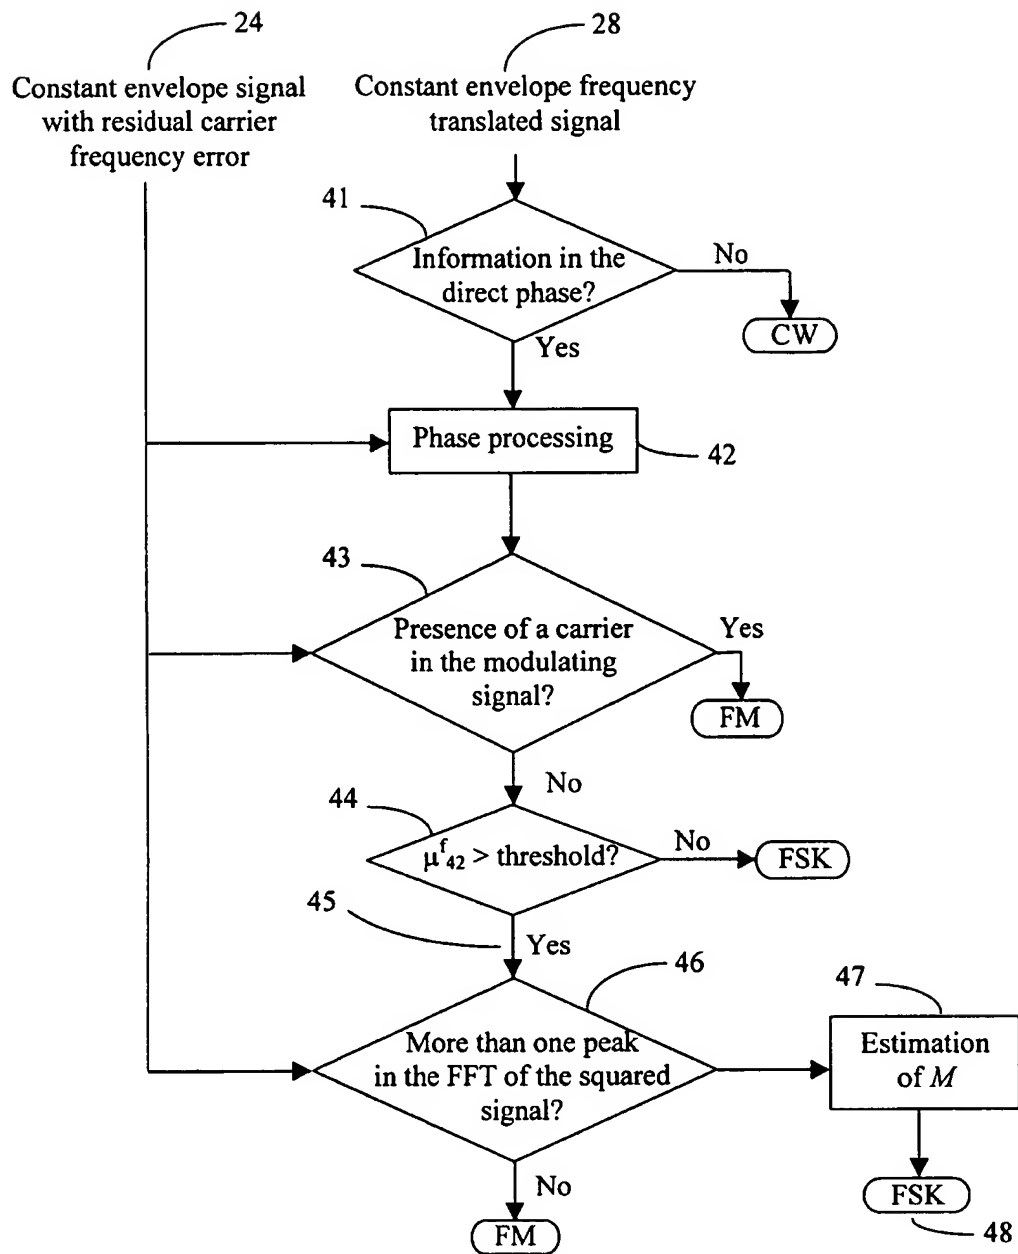 24
28
Constant envelope signal
with residual carrier
frequency error
Constant envelope frequency
translated signal
41
Information in the
direct phase?
No
CW
Yes
Phase processing
42
43
Presence of a carrier
in the modulating
signal?
Yes
FM
No
44
μᶠ₄₂ > threshold?
No
FSK
45
Yes
46
More than one peak
in the FFT of the squared
signal?
47
Estimation
of M
No
FM
FSK
48